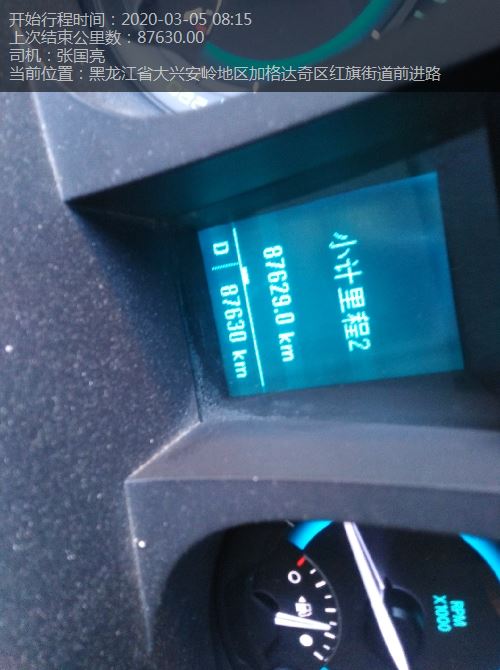 开始行程时间：2020-03-05 08:15
上次结束公里数：87630.00
司机：张国亮
当前位置：黑龙江省大兴安岭地区加格达奇区红旗街道前进路
小计里程2
87629.0 km
D 87630 km
RPM
X1000